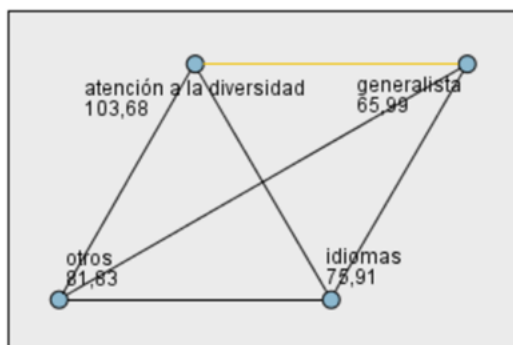 atención a la diversidad
103,68
generalista
65,99
otros
81,83
idiomas
75,91